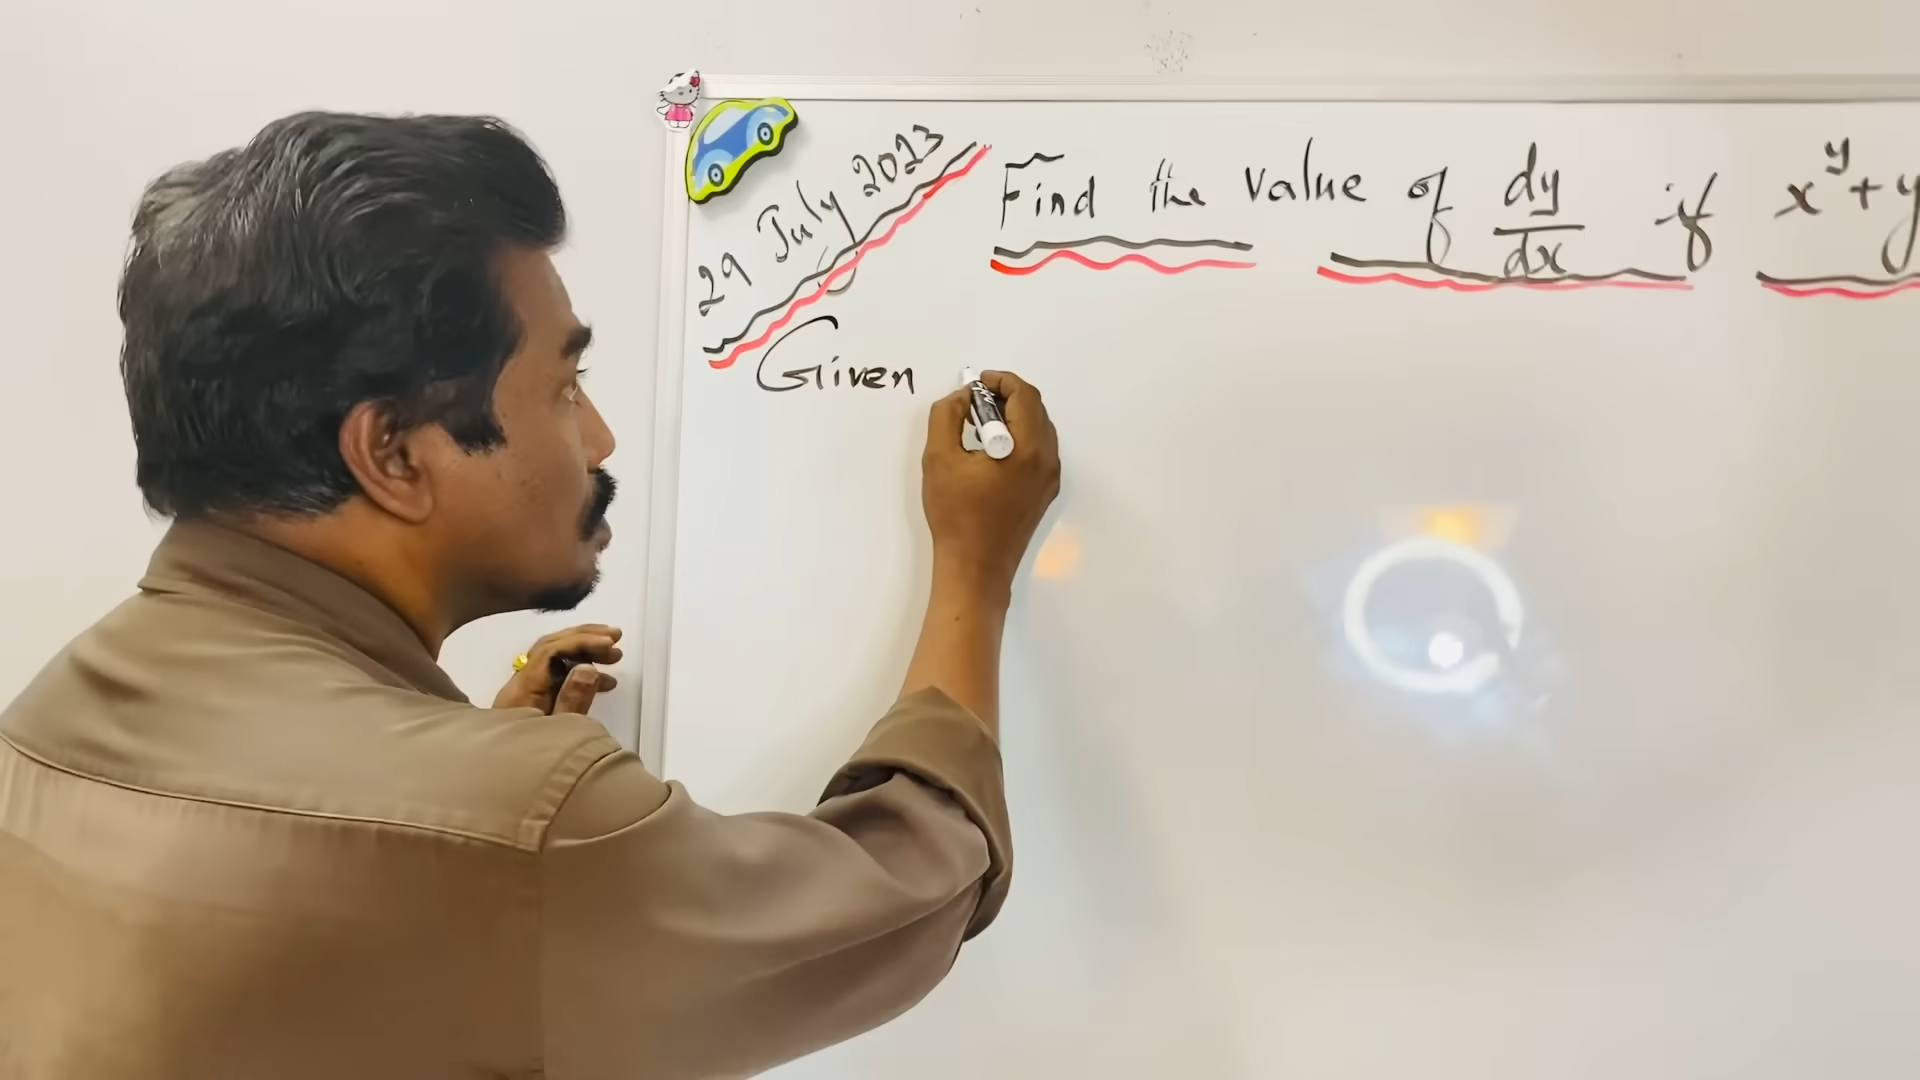 29 July 2023
Find the value of dy/dx if x^y + y
Given